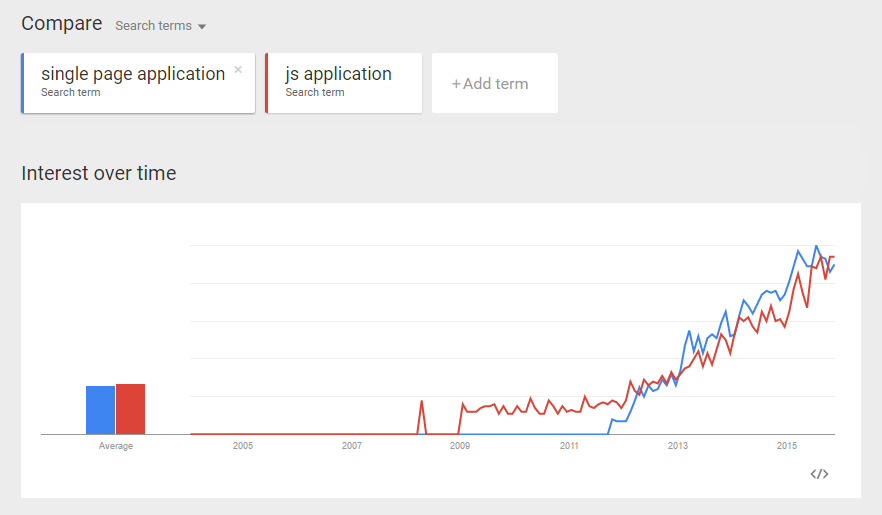 Compare Search terms
single page application ×
Search term
js application
Search term
+Add term
Interest over time
Average 2005 2007 2009 2011 2013 2015
</>